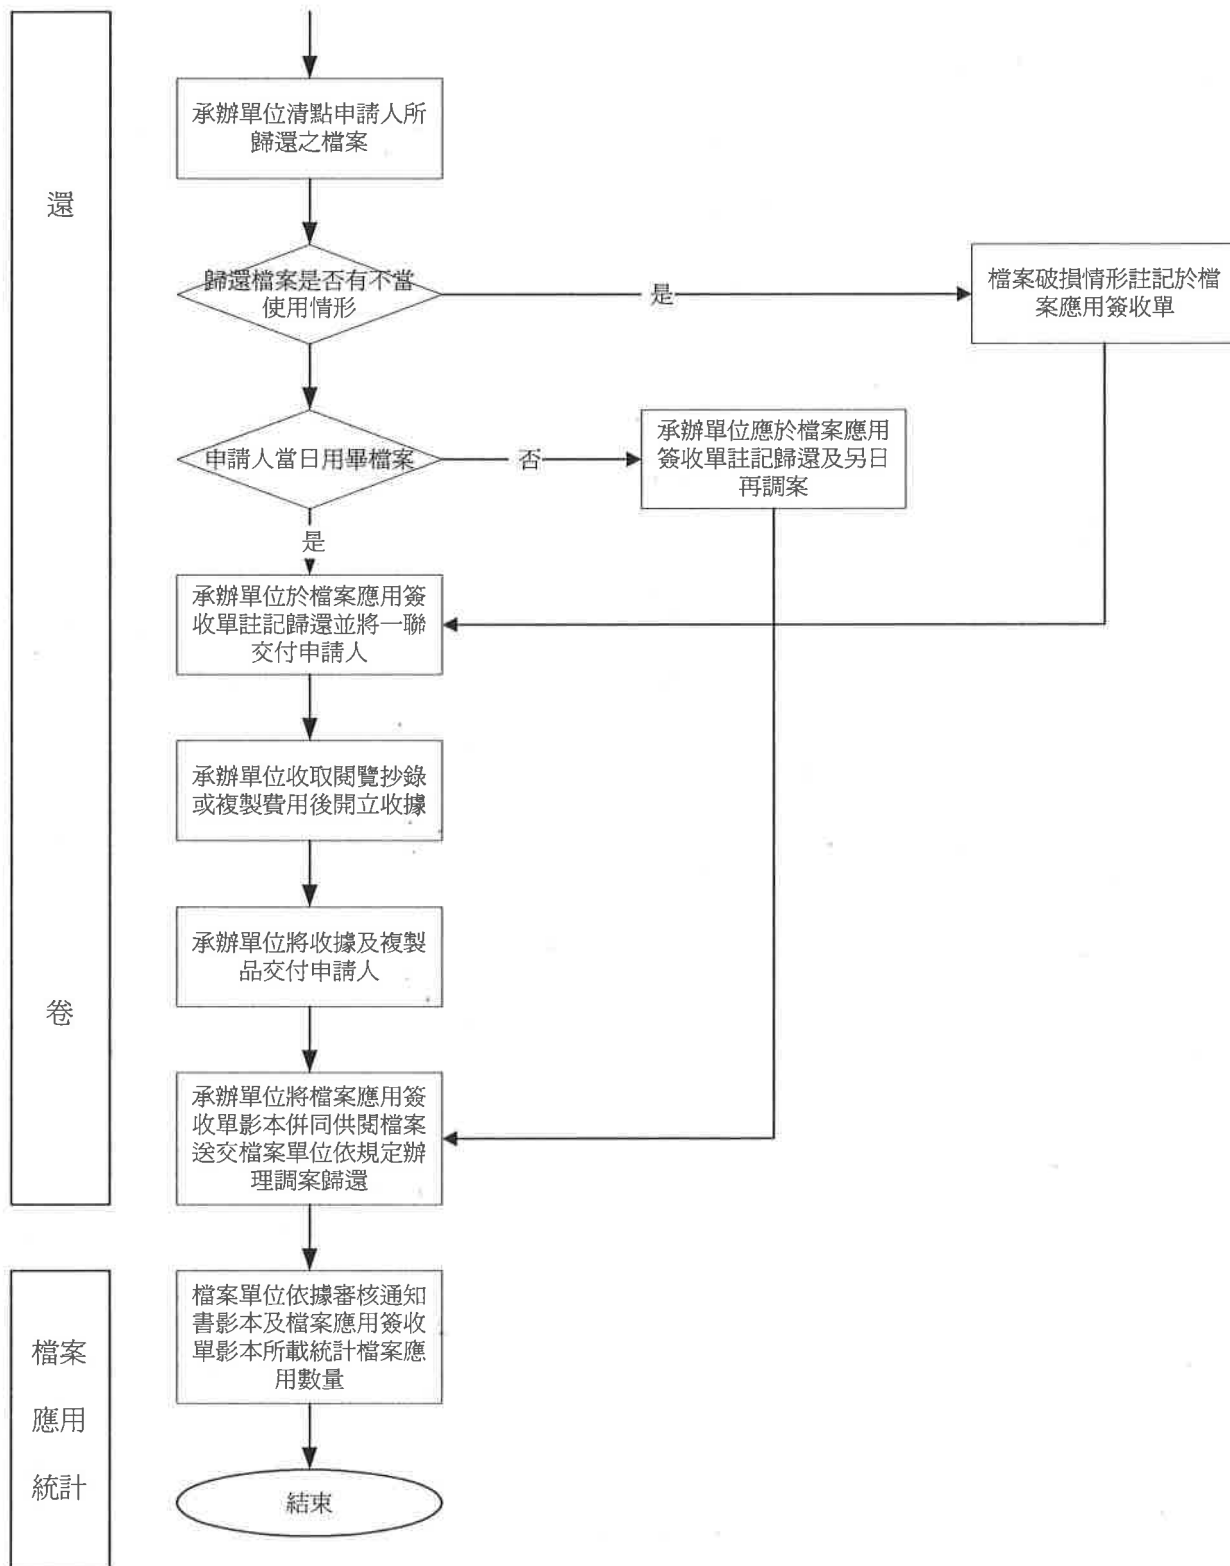 還
卷
承辦單位清點申請人所
歸還之檔案
歸還檔案是否有不當
使用情形
是
檔案破損情形註記於檔
案應用簽收單
申請人當日用畢檔案
否
承辦單位應於檔案應用
簽收單註記歸還及另日
再調案
是
承辦單位於檔案應用簽
收單註記歸還並將一聯
交付申請人
承辦單位收取閱覽抄錄
或複製費用後開立收據
承辦單位將收據及複製
品交付申請人
承辦單位將檔案應用簽
收單影本併同供閱檔案
送交檔案單位依規定辦
理調案歸還
檔案
應用
統計
檔案單位依據審核通知
書影本及檔案應用簽收
單影本所載統計檔案應
用數量
結束